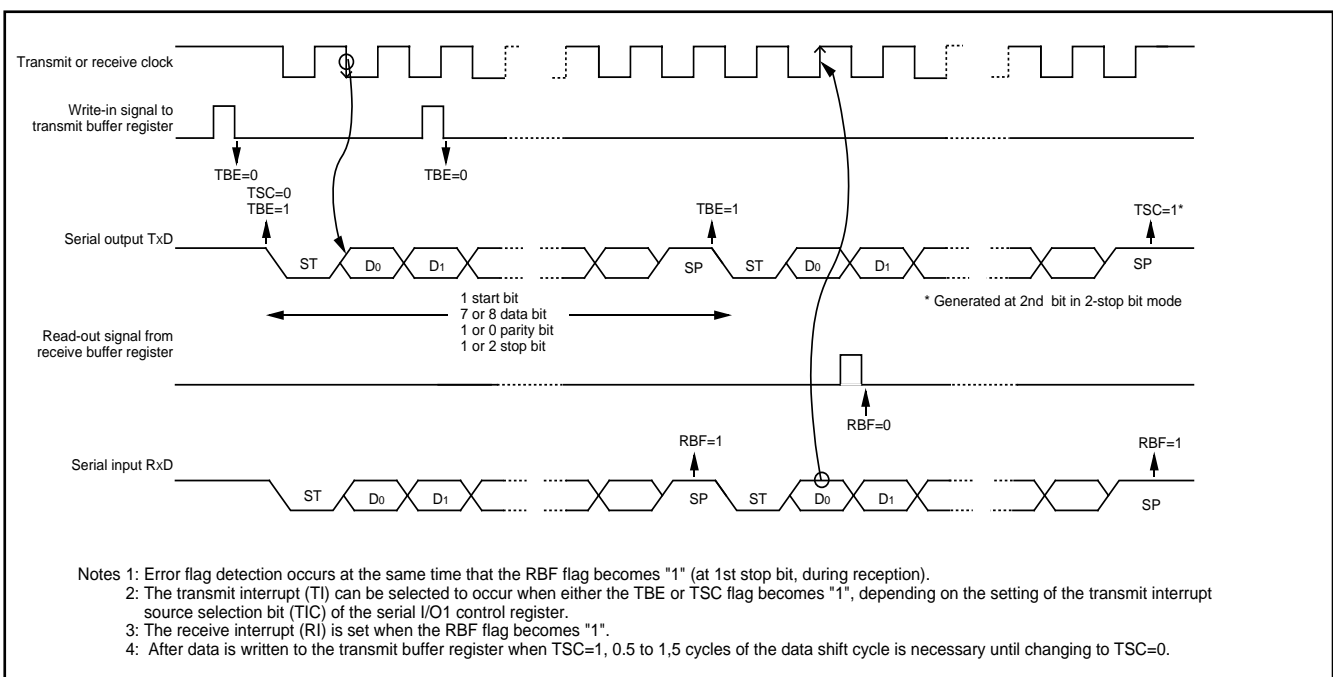 Transmit or receive clock
Write-in signal to
transmit buffer register
TBE=0
TBE=0
TSC=0
TBE=1
TBE=1
TSC=1*
Serial output TxD
ST
D0
D1
SP
ST
D0
D1
SP
1 start bit
7 or 8 data bit
1 or 0 parity bit
1 or 2 stop bit
* Generated at 2nd bit in 2-stop bit mode
Read-out signal from
receive buffer register
RBF=0
RBF=1
RBF=1
Serial input RxD
ST
D0
D1
SP
ST
D0
D1
SP
Notes 1: Error flag detection occurs at the same time that the RBF flag becomes "1" (at 1st stop bit, during reception).
2: The transmit interrupt (TI) can be selected to occur when either the TBE or TSC flag becomes "1", depending on the setting of the transmit interrupt
source selection bit (TIC) of the serial I/O1 control register.
3: The receive interrupt (RI) is set when the RBF flag becomes "1".
4: After data is written to the transmit buffer register when TSC=1, 0.5 to 1,5 cycles of the data shift cycle is necessary until changing to TSC=0.